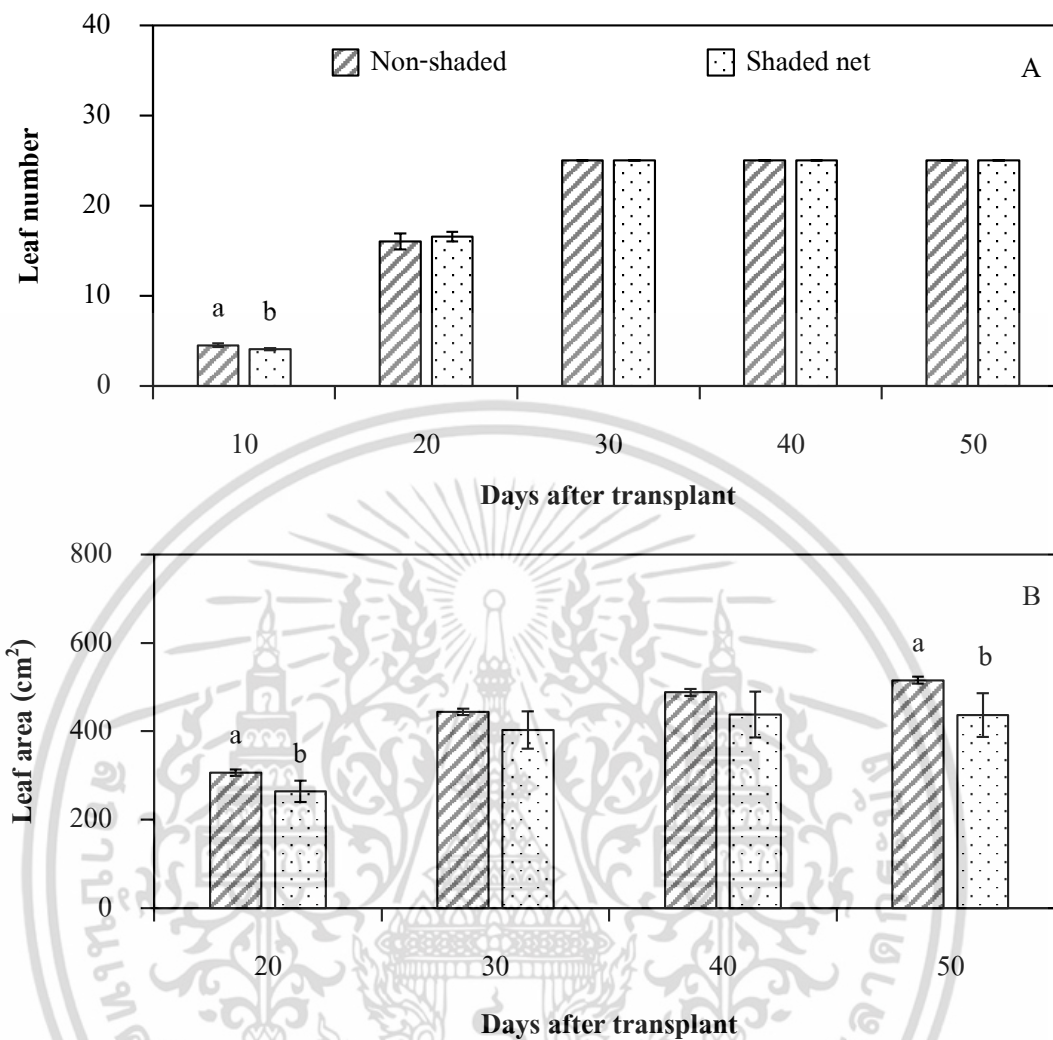 40
30
20
10
0
Leaf number
Non-shaded
Shaded net
A
a
b
10
20
30
40
50
Days after transplant
800
600
400
200
0
Leaf area (cm²)
B
a
b
a
b
20
30
40
50
Days after transplant